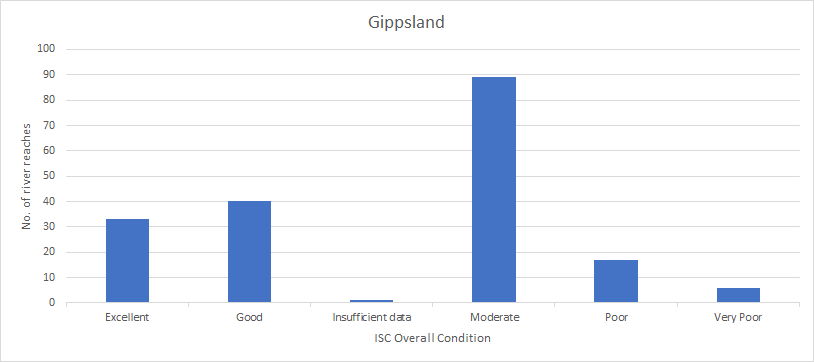 Gippsland
No. of river reaches
100
90
80
70
60
50
40
30
20
10
0
Excellent Good Insufficient data Moderate Poor Very Poor
ISC Overall Condition